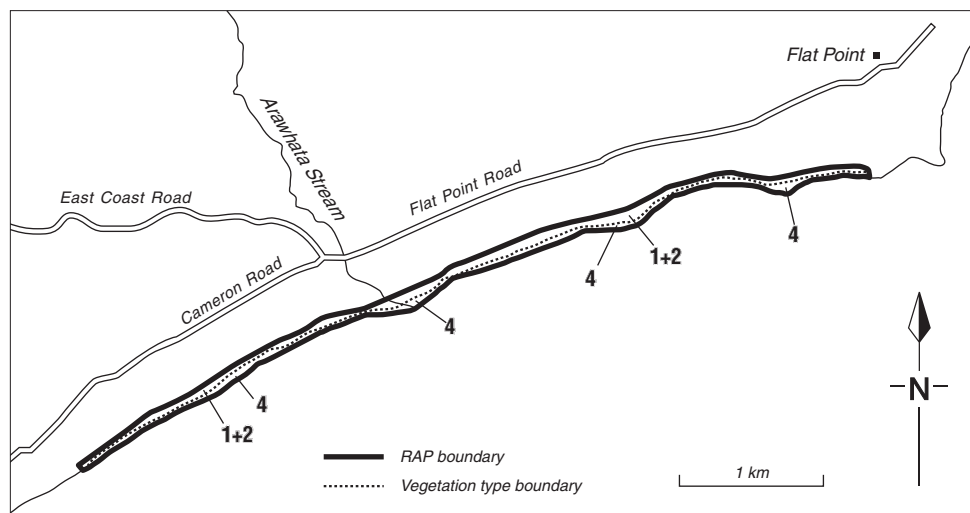 Flat Point
Arawhata Stream
East Coast Road
Flat Point Road
Cameron Road
4
1+2
4
4
4
1+2
N
RAP boundary
Vegetation type boundary
1 km